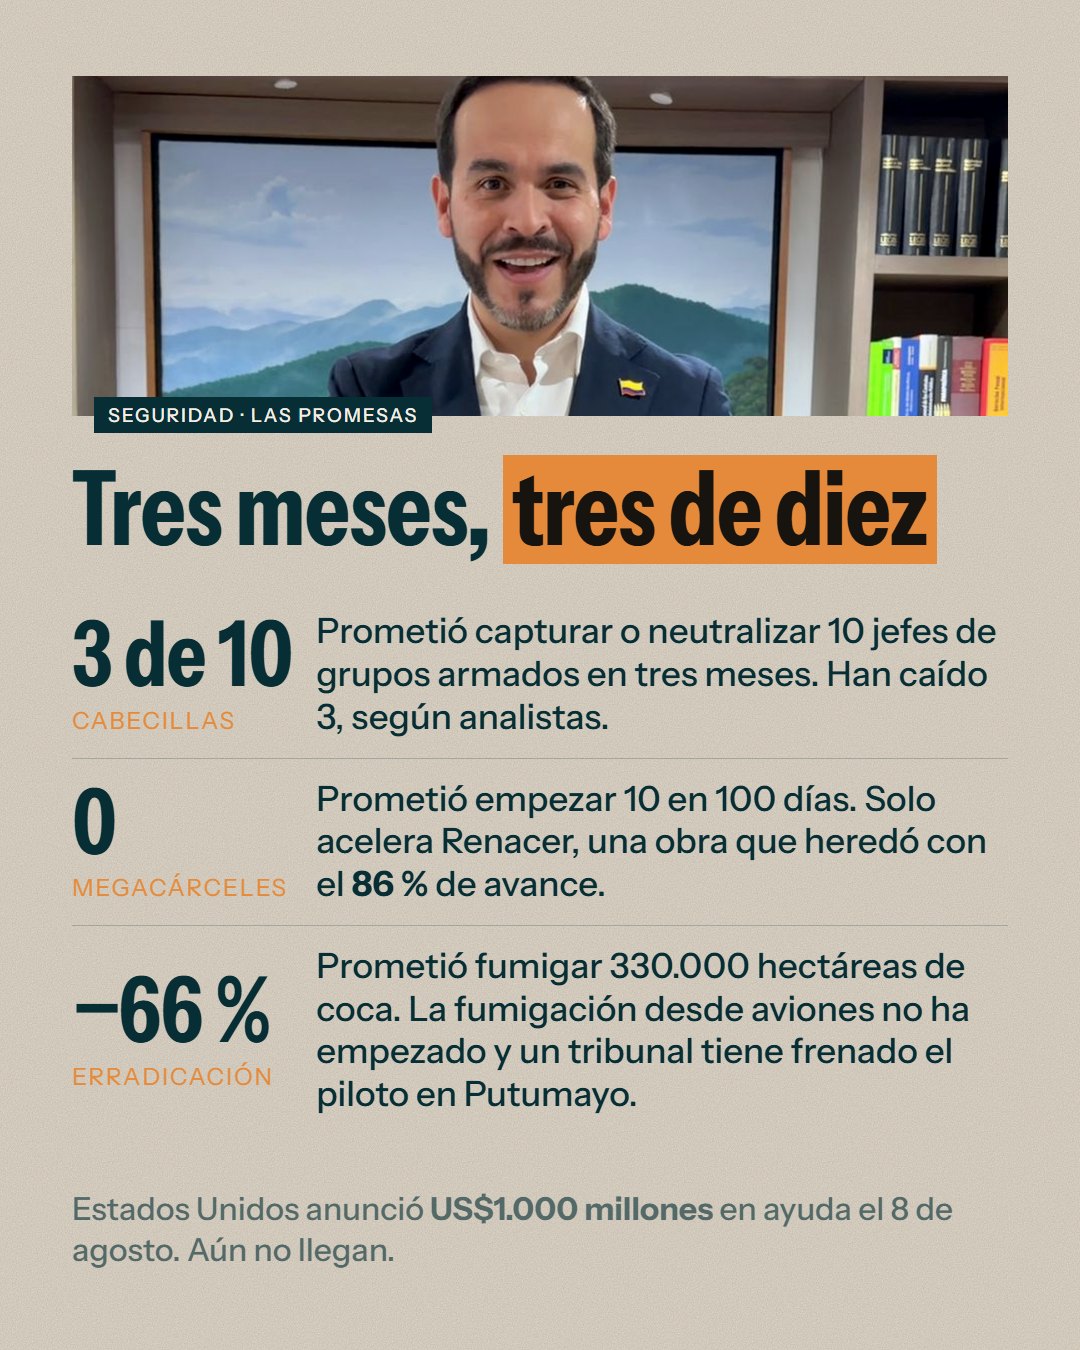 SEGURIDAD · LAS PROMESAS
Tres meses, tres de diez
3 de 10
CABECILLAS
Prometió capturar o neutralizar 10 jefes de
grupos armados en tres meses. Han caído
3, según analistas.
0
MEGACÁRCELES
Prometió empezar 10 en 100 días. Solo
acelera Renacer, una obra que heredó con
el 86 % de avance.
–66 %
ERRADICACIÓN
Prometió fumigar 330.000 hectáreas de
coca. La fumigación desde aviones no ha
empezado y un tribunal tiene frenado el
piloto en Putumayo.
Estados Unidos anunció US$1.000 millones en ayuda el 8 de
agosto. Aún no llegan.